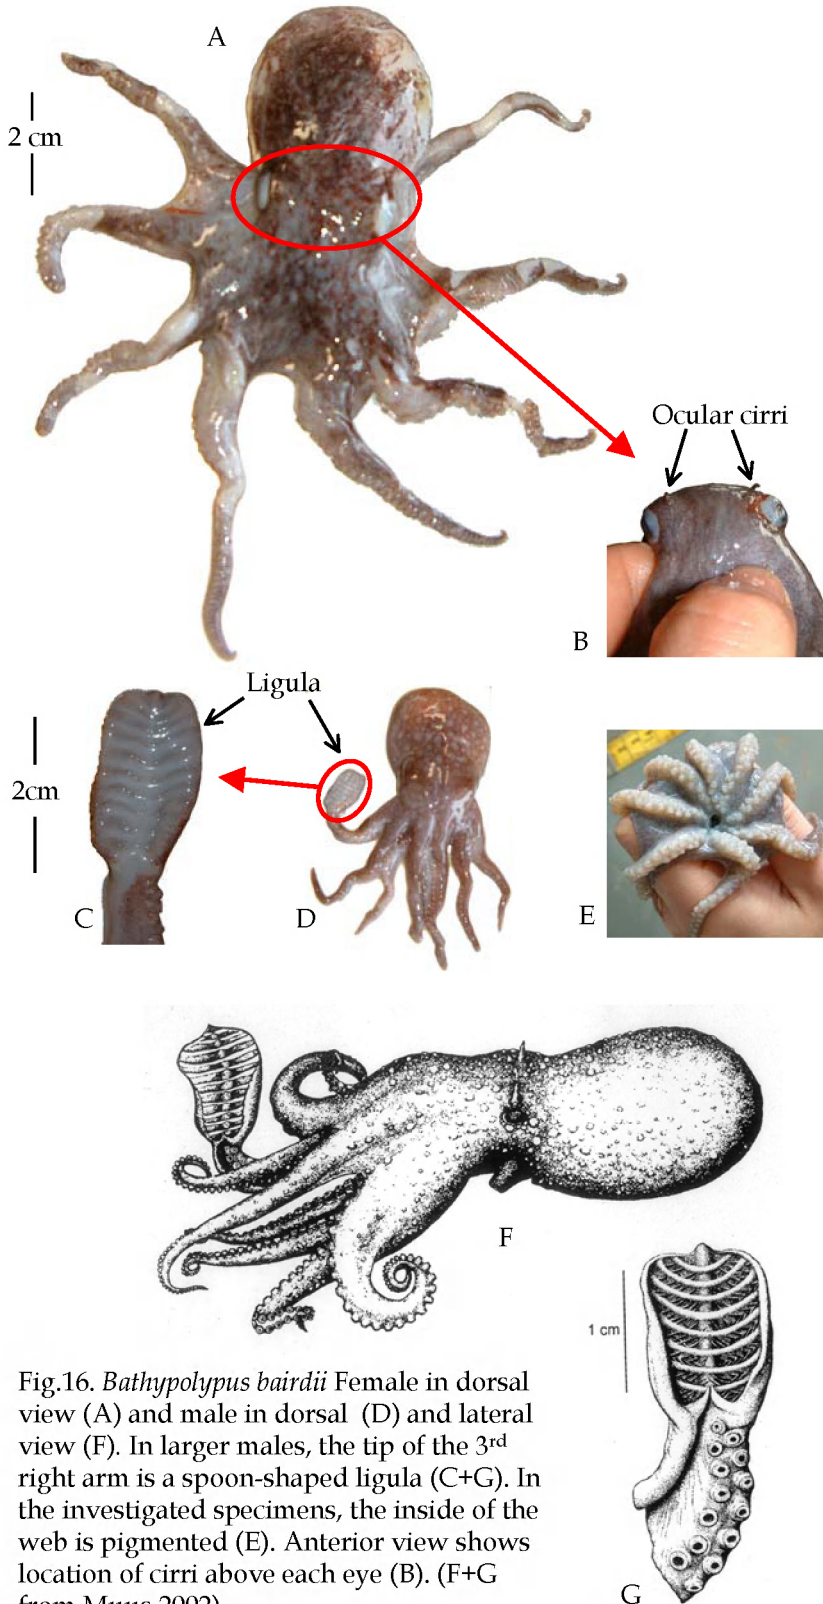 A
2 cm
Ocular cirri
B
Ligula
2cm
C
D
E
F
1 cm
Fig.16. Bathypolypus bairdii Female in dorsal
view (A) and male in dorsal (D) and lateral
view (F). In larger males, the tip of the 3rd
right arm is a spoon-shaped ligula (C+G). In
the investigated specimens, the inside of the
web is pigmented (E). Anterior view shows
location of cirri above each eye (B). (F+G
from Muus 2002)
G